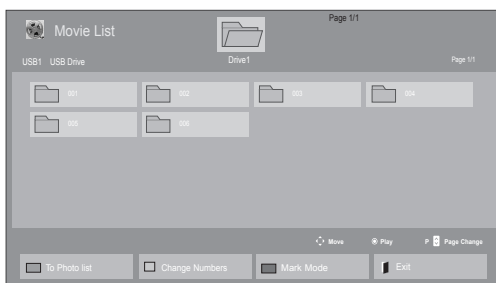 Movie List
Page 1/1
USB1 USB Drive
Drive1
Page 1/1
001
002
003
004
005
006
Move
Play
P Page Change
To Photo list
Change Numbers
Mark Mode
Exit